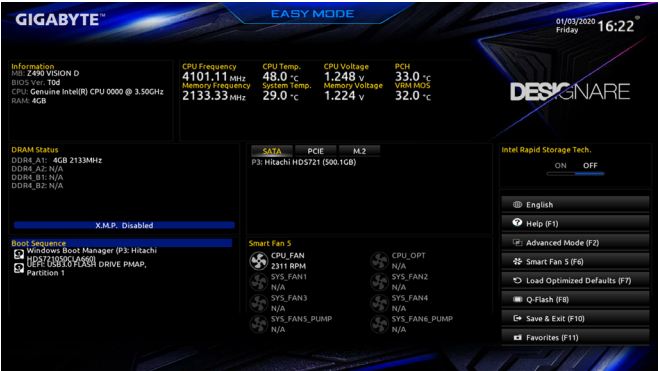 GIGABYTE™
EASY MODE
01/03/2020
Friday
16:22
Information
MB: Z490 VISION D
BIOS Ver. T0d
CPU: Genuine Intel(R) CPU 0000 @ 3.50GHz
RAM: 4GB
CPU Frequency CPU Temp. CPU Voltage PCH
4101.11 MHz 48.0 °C 1.248 V 33.0 °C
Memory Frequency System Temp. Memory Voltage VRM MOS
2133.33 MHz 29.0 °C 1.224 V 32.0 °C
DESIGNARE
DRAM Status
DDR4_A1: 4GB 2133MHz
DDR4_A2: N/A
DDR4_B1: N/A
DDR4_B2: N/A
X.M.P. Disabled
SATA PCIE M.2
P3: Hitachi HDS721 (500.1GB)
Intel Rapid Storage Tech.
ON OFF
Boot Sequence
Windows Boot Manager (P3: Hitachi
HDS721050CLA660)
UEFI: USB3.0 FLASH DRIVE PMAP,
Partition 1
Smart Fan 5
CPU_FAN
2311 RPM
CPU_OPT
N/A
SYS_FAN1
N/A
SYS_FAN2
N/A
SYS_FAN3
N/A
SYS_FAN4
N/A
SYS_FAN5_PUMP
N/A
SYS_FAN6_PUMP
N/A
English
Help (F1)
Advanced Mode (F2)
Smart Fan 5 (F6)
Load Optimized Defaults (F7)
Q-Flash (F8)
Save & Exit (F10)
Favorites (F11)